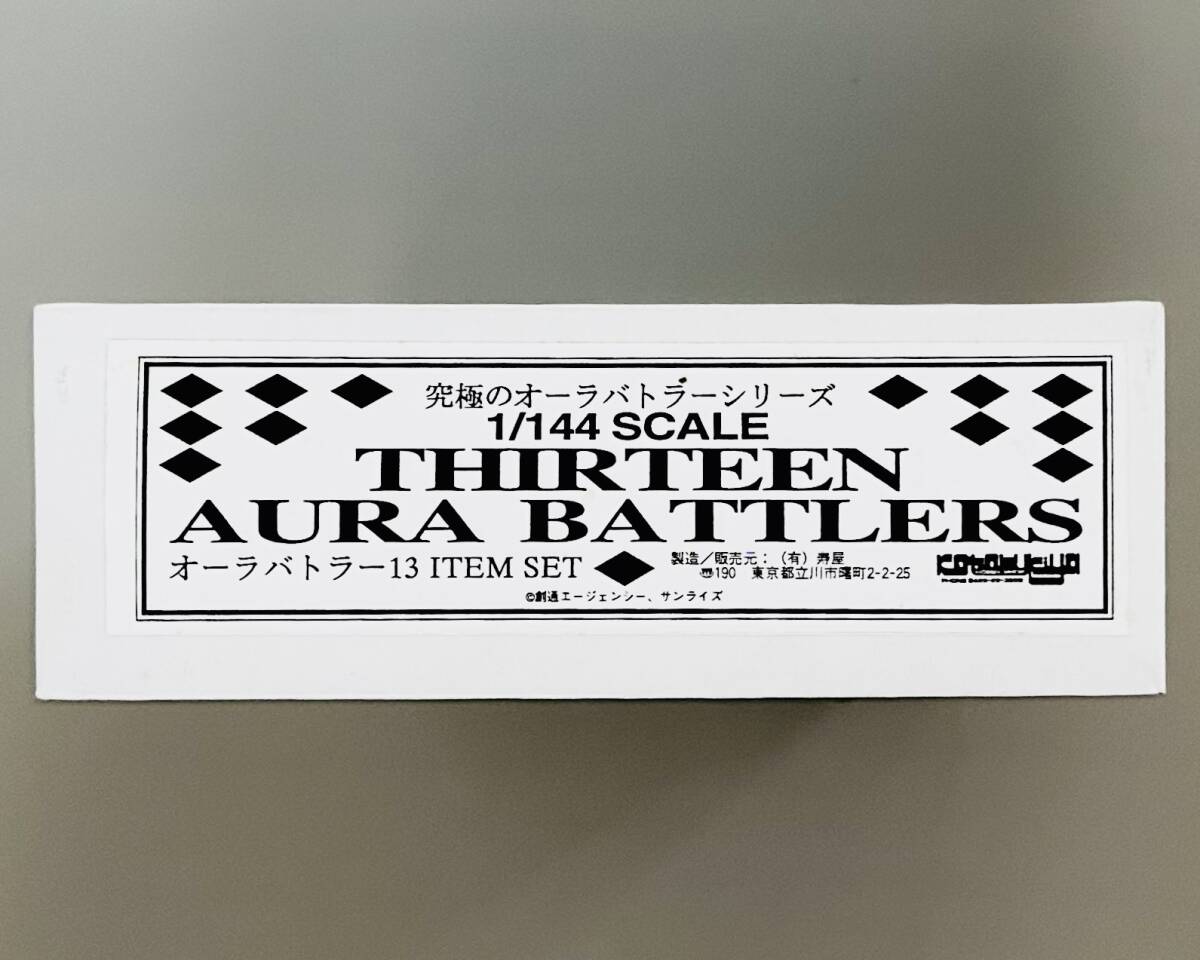 究極のオーラバトラーシリーズ
1/144 SCALE
THIRTEEN
AURA BATTLERS
オーラバトラー13 ITEM SET
製造/販売元:(有)寿屋
〠190 東京都立川市曙町2-2-25
kotobukiya
©創通エージェンシー、サンライズ